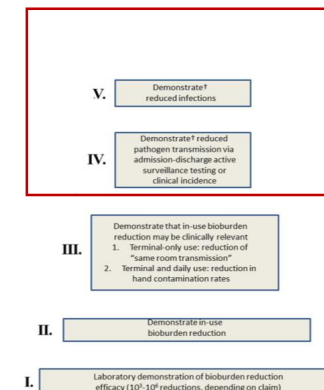 V.
Demonstrate†
reduced infections
IV.
Demonstrate† reduced
pathogen transmission via
admission-discharge active
surveillance testing or
clinical incidence
III.
Demonstrate that in-use bioburden
reduction may be clinically relevant
1. Terminal-only use: reduction of
"same room transmission"
2. Terminal and daily use: reduction in
hand contamination rates
II.
Demonstrate in-use
bioburden reduction
I.
Laboratory demonstration of bioburden reduction
efficacy (10³-10⁶ reductions, depending on claim)